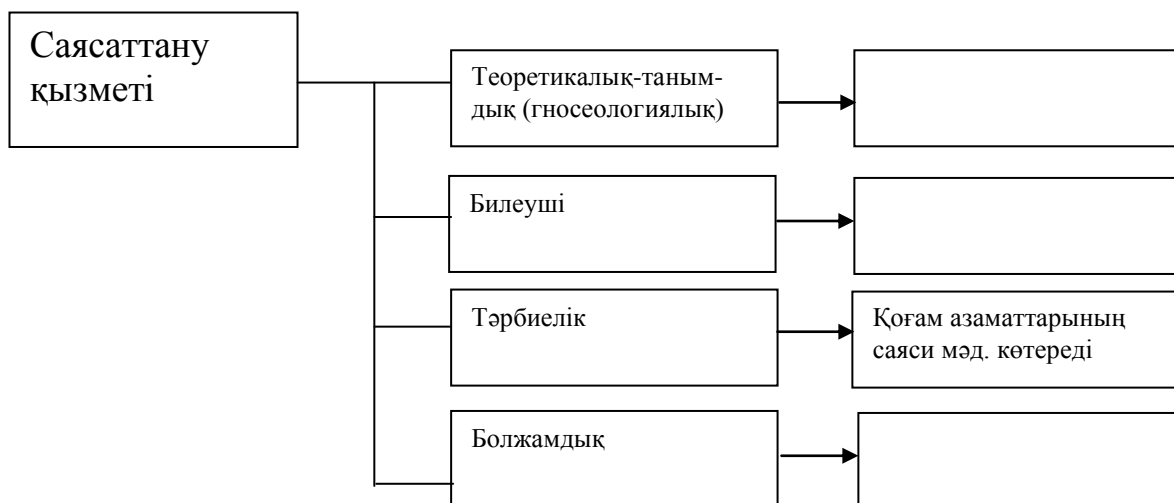 Саясаттану
қызметі
Теоретикалық-таным-
дық (гносеологиялық)
Билеуші
Тәрбиелік
Қоғам азаматтарының
саяси мәд. көтереді
Болжамдық